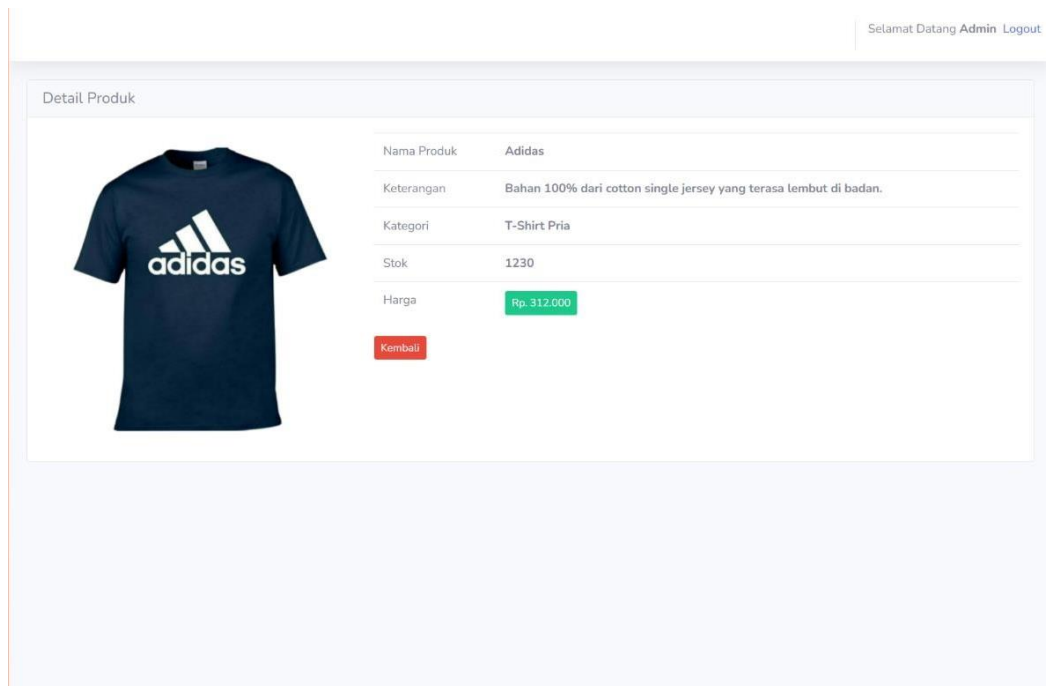 Selamat Datang Admin Logout
Detail Produk
adidas
Nama Produk Adidas
Keterangan Bahan 100% dari cotton single jersey yang terasa lembut di badan.
Kategori T-Shirt Pria
Stok 1230
Harga Rp. 312.000
Kembali